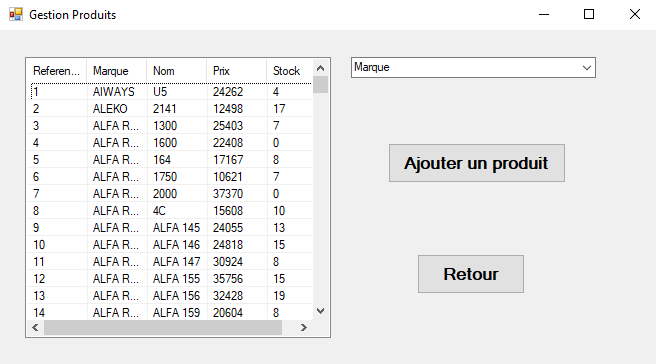 Gestion Produits
Referen... Marque Nom Prix Stock
1 AIWAYS U5 24262 4
2 ALEKO 2141 12498 17
3 ALFA R... 1300 25403 7
4 ALFA R... 1600 22408 0
5 ALFA R... 164 17167 8
6 ALFA R... 1750 10621 7
7 ALFA R... 2000 37370 0
8 ALFA R... 4C 15608 10
9 ALFA R... ALFA 145 24055 13
10 ALFA R... ALFA 146 24818 15
11 ALFA R... ALFA 147 30924 8
12 ALFA R... ALFA 155 35756 15
13 ALFA R... ALFA 156 32428 19
14 ALFA R... ALFA 159 20604 8
Marque
Ajouter un produit
Retour